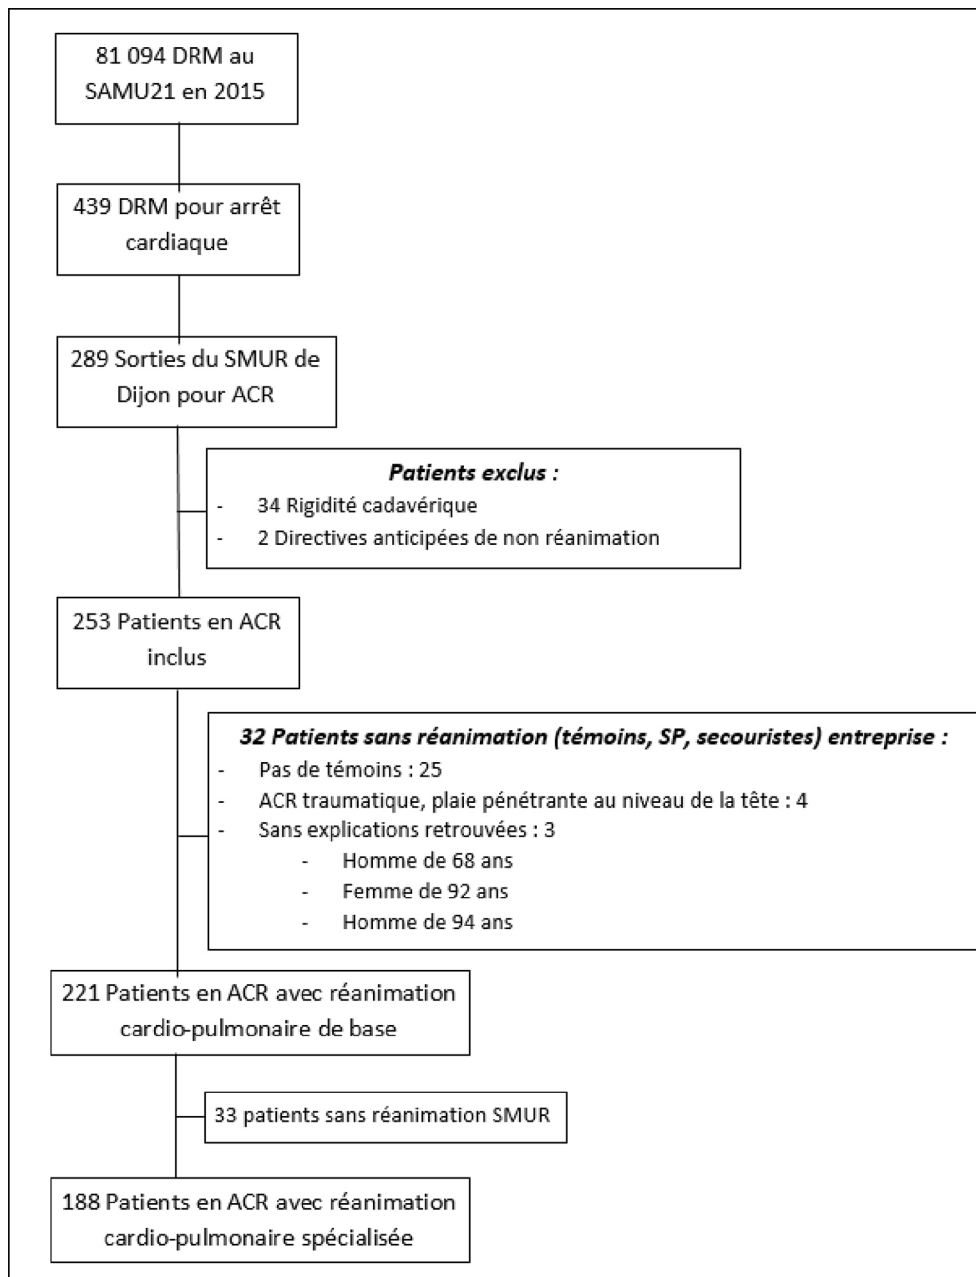 81 094 DRM au
SAMU21 en 2015
439 DRM pour arrêt
cardiaque
289 Sorties du SMUR de
Dijon pour ACR
Patients exclus :
- 34 Rigidité cadavérique
- 2 Directives anticipées de non réanimation
253 Patients en ACR
inclus
32 Patients sans réanimation (témoins, SP, secouristes) entreprise :
- Pas de témoins : 25
- ACR traumatique, plaie pénétrante au niveau de la tête : 4
- Sans explications retrouvées : 3
- Homme de 68 ans
- Femme de 92 ans
- Homme de 94 ans
221 Patients en ACR avec réanimation
cardio-pulmonaire de base
33 patients sans réanimation SMUR
188 Patients en ACR avec réanimation
cardio-pulmonaire spécialisée